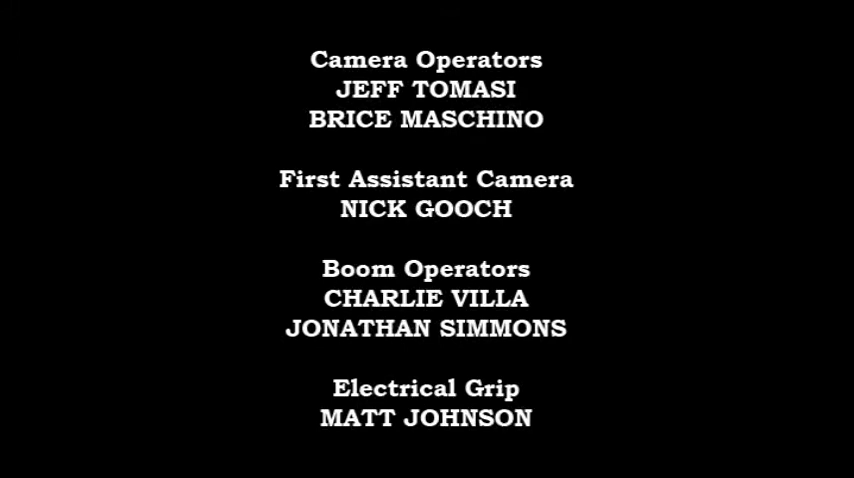 Camera Operators
JEFF TOMASI
BRICE MASCHINO
First Assistant Camera
NICK GOOCH
Boom Operators
CHARLIE VILLA
JONATHAN SIMMONS
Electrical Grip
MATT JOHNSON